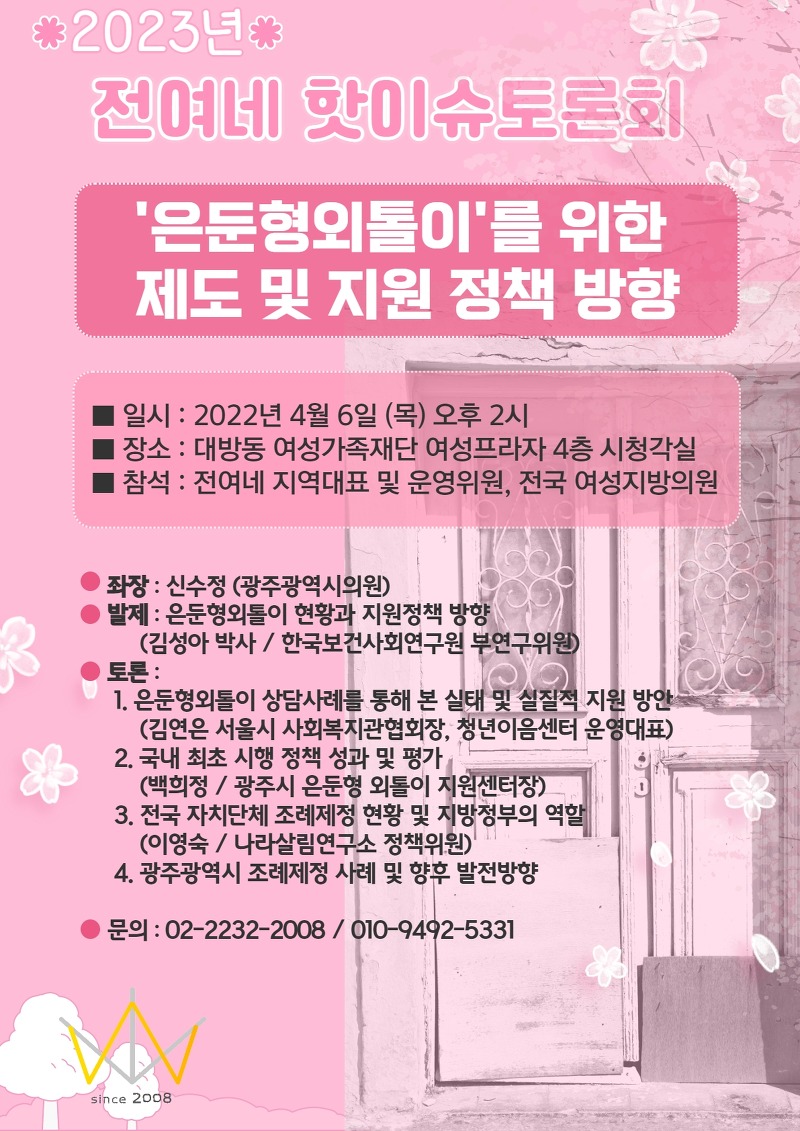 2023년
전여네 핫이슈토론회
'은둔형외톨이'를 위한
제도 및 지원 정책 방향
■ 일시 : 2022년 4월 6일 (목) 오후 2시
■ 장소 : 대방동 여성가족재단 여성프라자 4층 시청각실
■ 참석 : 전여네 지역대표 및 운영위원, 전국 여성지방의원
● 좌장 : 신수정 (광주광역시의원)
● 발제 : 은둔형외톨이 현황과 지원정책 방향
(김성아 박사 / 한국보건사회연구원 부연구위원)
● 토론 :
1. 은둔형외톨이 상담사례를 통해 본 실태 및 실질적 지원 방안
(김연은 서울시 사회복지관협회장, 청년이음센터 운영대표)
2. 국내 최초 시행 정책 성과 및 평가
(백희정 / 광주시 은둔형 외톨이 지원센터장)
3. 전국 자치단체 조례제정 현황 및 지방정부의 역할
(이영숙 / 나라살림연구소 정책위원)
4. 광주광역시 조례제정 사례 및 향후 발전방향
● 문의 : 02-2232-2008 / 010-9492-5331
since 2008